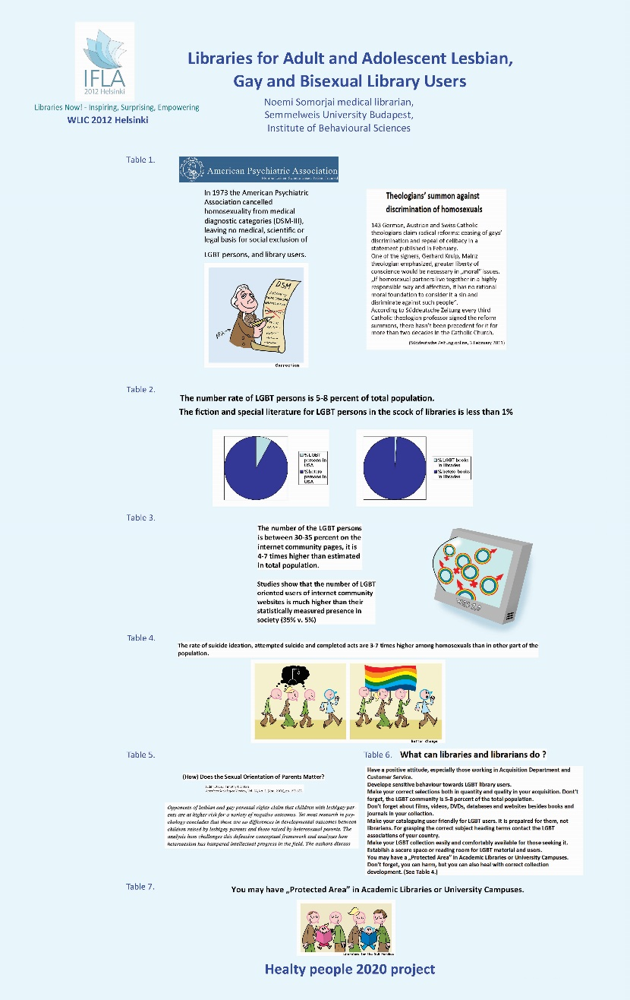 IFLA
2012 Helsinki
Libraries Now! - Inspiring, Surprising, Empowering
WLIC 2012 Helsinki
Libraries for Adult and Adolescent Lesbian,
Gay and Bisexual Library Users
Noemi Somorjai medical librarian,
Semmelweis University Budapest,
Institute of Behavioural Sciences
Table 1.
American Psychiatric Association
In 1973 the American Psychiatric
Association cancelled
homosexuality from medical
diagnostic categories (DSM-III),
leaving no medical, scientific or
legal basis for social exclusion of
LGBT persons, and library users.
DSM
Correction
Theologians' summon against
discrimination of homosexuals
143 German, Austrian and Swiss Catholic
theologians claim radical reforms: ceasing of gays'
discrimination and repeal of celibacy in a
statement published in February.
One of the signers, Gerhard Kruip, Mainz
theologian emphasized, greater liberty of
conscience would be necessary in „moral" issues.
„If homosexual partners live together in a highly
responsible way and affection, it has no rational
moral foundation to consider it a sin and
disriminate against such people".
According to Süddeutsche Zeitung every third
Catholic theologian professor signed the reform
summons, there hasn't been precedent for it for
more than two decades in the Catholic Church.
(Süddeutsche Zeitung online, 3 February 2011)
Table 2.
The number rate of LGBT persons is 5-8 percent of total population.
The fiction and special literature for LGBT persons in the scock of libraries is less than 1%
% LGBT
persons in
USA
% hetero
persons in
USA
% LGBT books
in libraries
% hetero books
in libraries
Table 3.
The number of the LGBT persons
is between 30-35 percent on the
internet community pages, it is
4-7 times higher than estimated
in total population.
Studies show that the number of LGBT
oriented users of internet community
websites is much higher than their
statistically measured presence in
society (35% v. 5%)
WEB 2.0
Table 4.
The rate of suicide ideation, attempted suicide and completed acts are 3-7 times higher among homosexuals than in other part of the
population.
Better Change
Table 5.
(How) Does the Sexual Orientation of Parents Matter?
Opponents of lesbian and gay parental rights claim that children with lesbigay par-
ents are at higher risk for a variety of negative outcomes. Yet most research in psy-
chology concludes that there are no differences in developmental outcomes between
children raised by lesbigay parents and those raised by heterosexual parents. The
analysis here challenges this defensive conceptual framework and analyzes how
heterosexism has hampered intellectual progress in the field. The authors discuss
Table 6.
What can libraries and librarians do ?
Have a positive attitude, especially those working in Acquisition Department and
Customer Service.
Develope sensitive behaviour towards LGBT library users.
Make your correct selections both in quantity and quality in your acquisition. Dont't
forget, the LGBT community is 5-8 percent of the total population.
Don't forget about films, videos, DVDs, databases and websites besides books and
journals in your collection.
Make your cataloguing user friendly for LGBT users. It is prepaired for them, not
librarians. For grasping the correct subject heading terms contact the LGBT
associations of your country.
Make your LGBT collection easily and comfortably available for those seeking it.
Establish a secure space or reading room for LGBT material and users.
You may have a „Protected Area" in Academic Libraries or University Campuses.
Don't forget, you can harm, but you can also heal with correct collection
development. (See Table 4.)
Table 7.
You may have „Protected Area" in Academic Libraries or University Campuses.
Healty people 2020 project